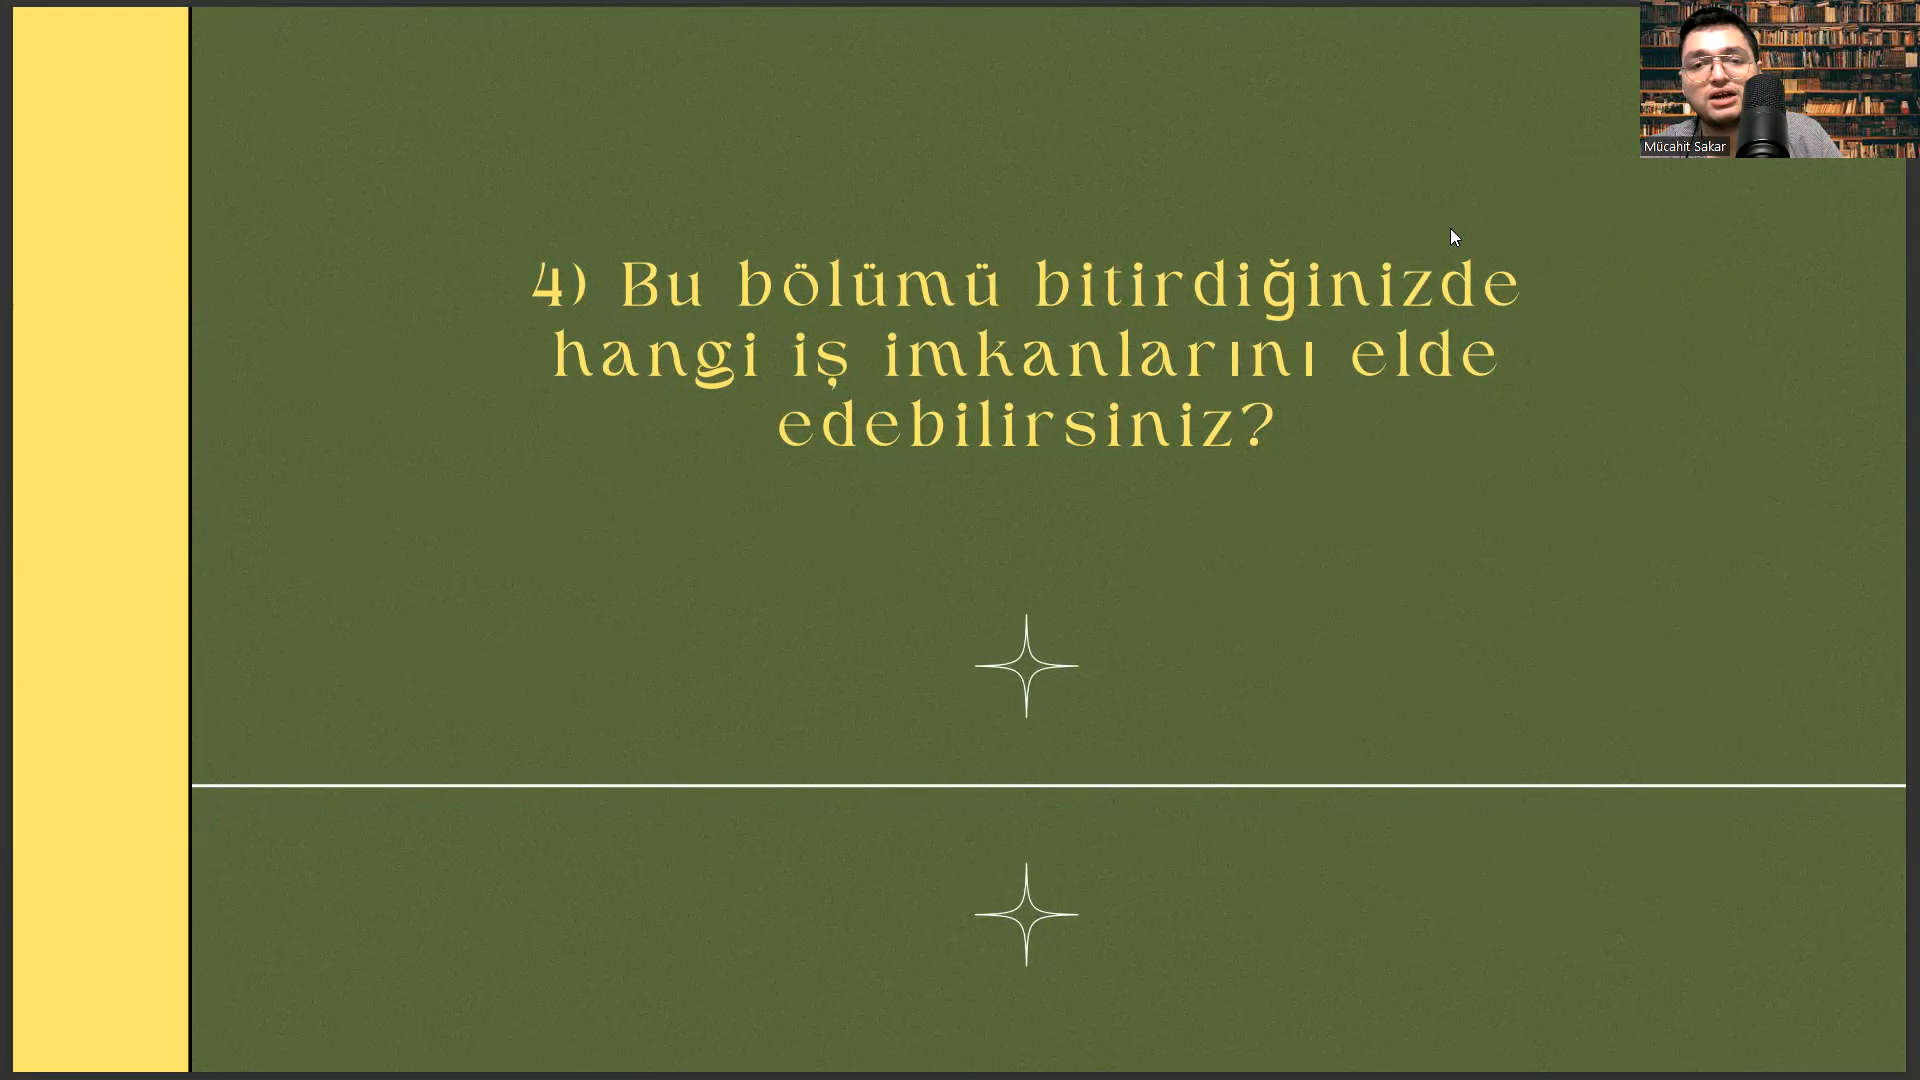 Mücahit Sakar
4) Bu bölümü bitirdiğinizde
hangi iş imkanlarını elde
edebilirsiniz?